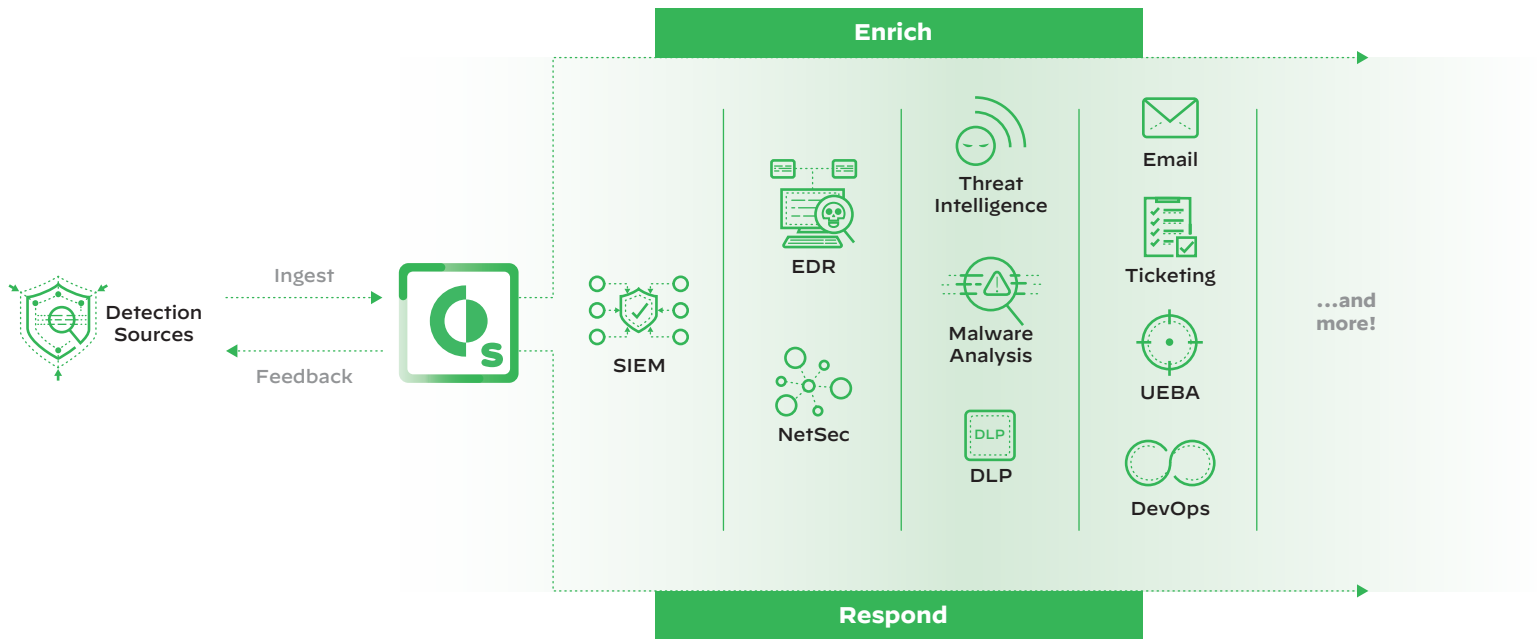 Enrich
Detection
Sources
Ingest
Feedback
S
SIEM
EDR
NetSec
Threat
Intelligence
Malware
Analysis
DLP
DLP
Email
Ticketing
UEBA
DevOps
...and
more!
Respond